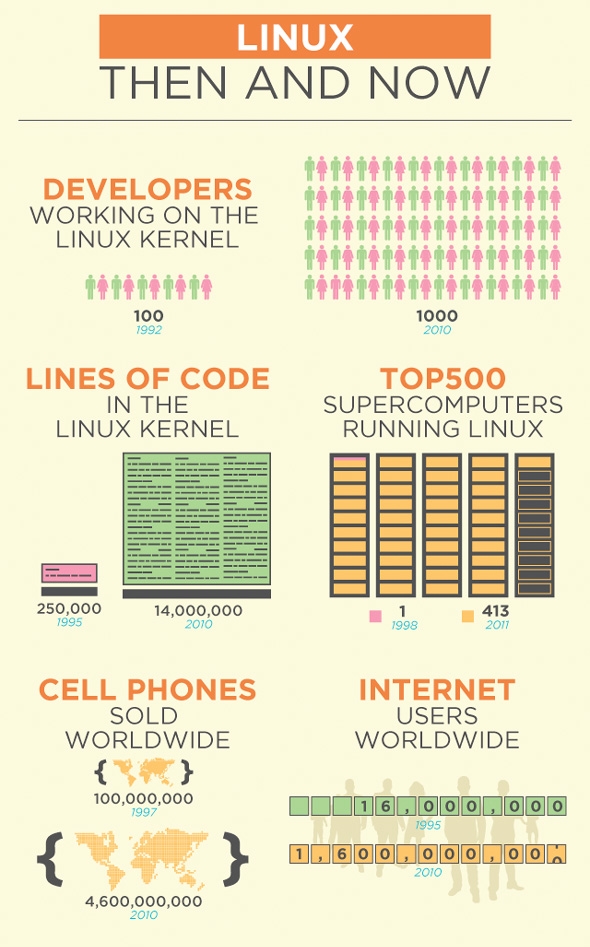 LINUX
THEN AND NOW
DEVELOPERS
WORKING ON THE
LINUX KERNEL
100
1992
1000
2010
LINES OF CODE
IN THE
LINUX KERNEL
250,000
1995
14,000,000
2010
TOP500
SUPERCOMPUTERS
RUNNING LINUX
1
1998
413
2011
CELL PHONES
SOLD
WORLDWIDE
{ }
100,000,000
1997
{ }
4,600,000,000
2010
INTERNET
USERS
WORLDWIDE
16,000,000
1995
1,600,000,000
2010